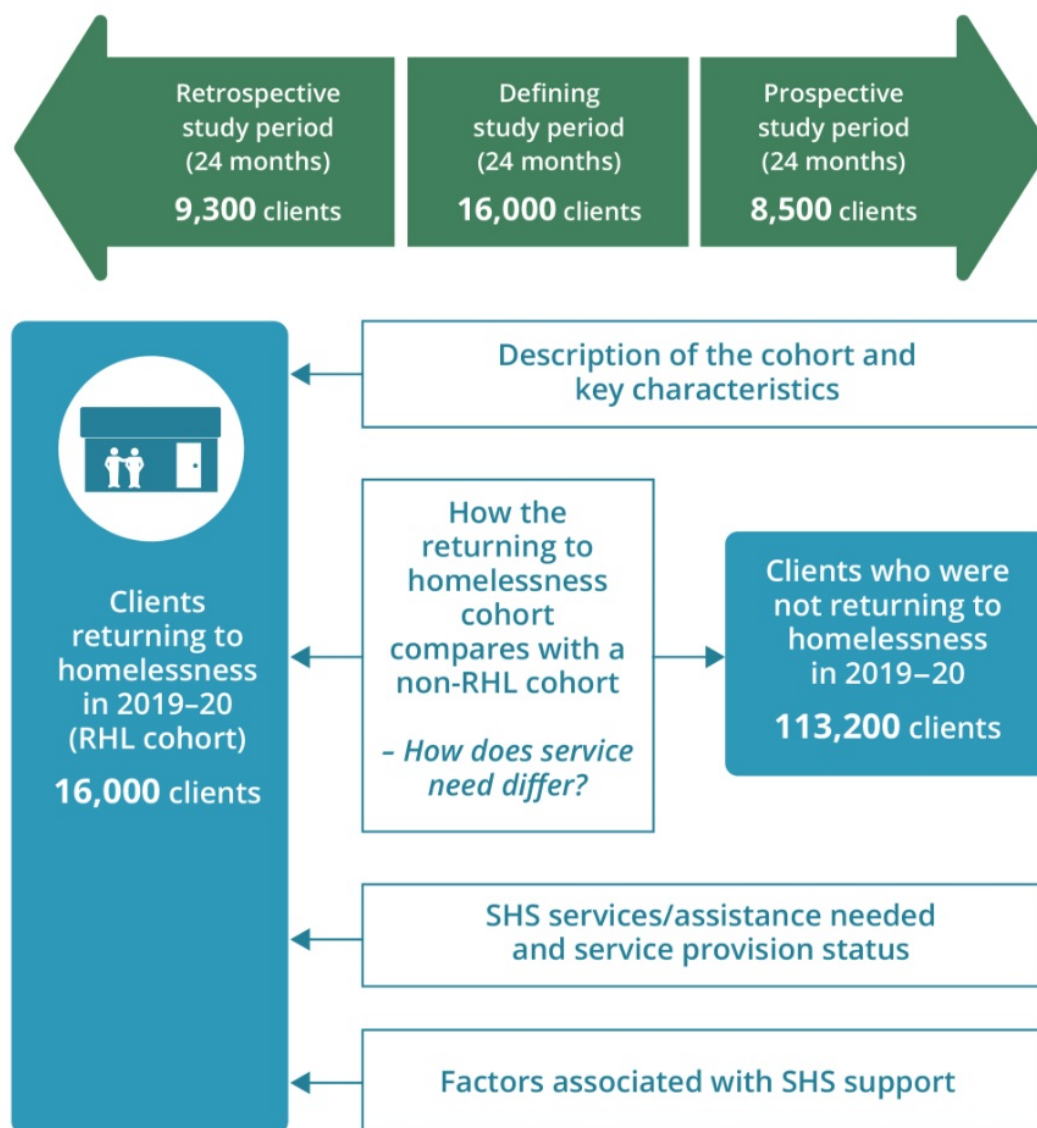 Retrospective
study period
(24 months)
9,300 clients
Defining
study period
(24 months)
16,000 clients
Prospective
study period
(24 months)
8,500 clients
Description of the cohort and
key characteristics
Clients
returning to
homelessness
in 2019–20
(RHL cohort)
16,000 clients
How the
returning to
homelessness
cohort
compares with a
non-RHL cohort
– How does service
need differ?
Clients who were
not returning to
homelessness
in 2019–20
113,200 clients
SHS services/assistance needed
and service provision status
Factors associated with SHS support